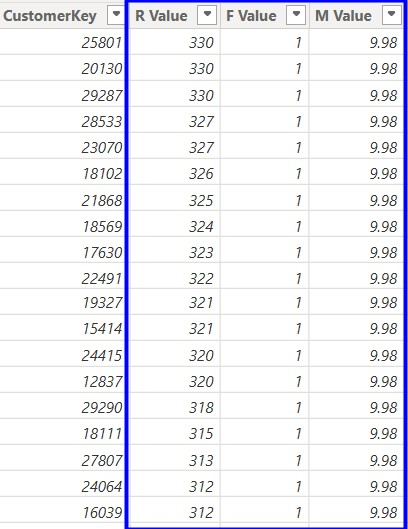 CustomerKey R Value F Value M Value
25801 330 1 9.98
20130 330 1 9.98
29287 330 1 9.98
28533 327 1 9.98
23070 327 1 9.98
18102 326 1 9.98
21868 325 1 9.98
18569 324 1 9.98
17630 323 1 9.98
22491 322 1 9.98
19327 321 1 9.98
15414 321 1 9.98
24415 320 1 9.98
12837 320 1 9.98
29290 318 1 9.98
18111 315 1 9.98
27807 313 1 9.98
24064 312 1 9.98
16039 312 1 9.98